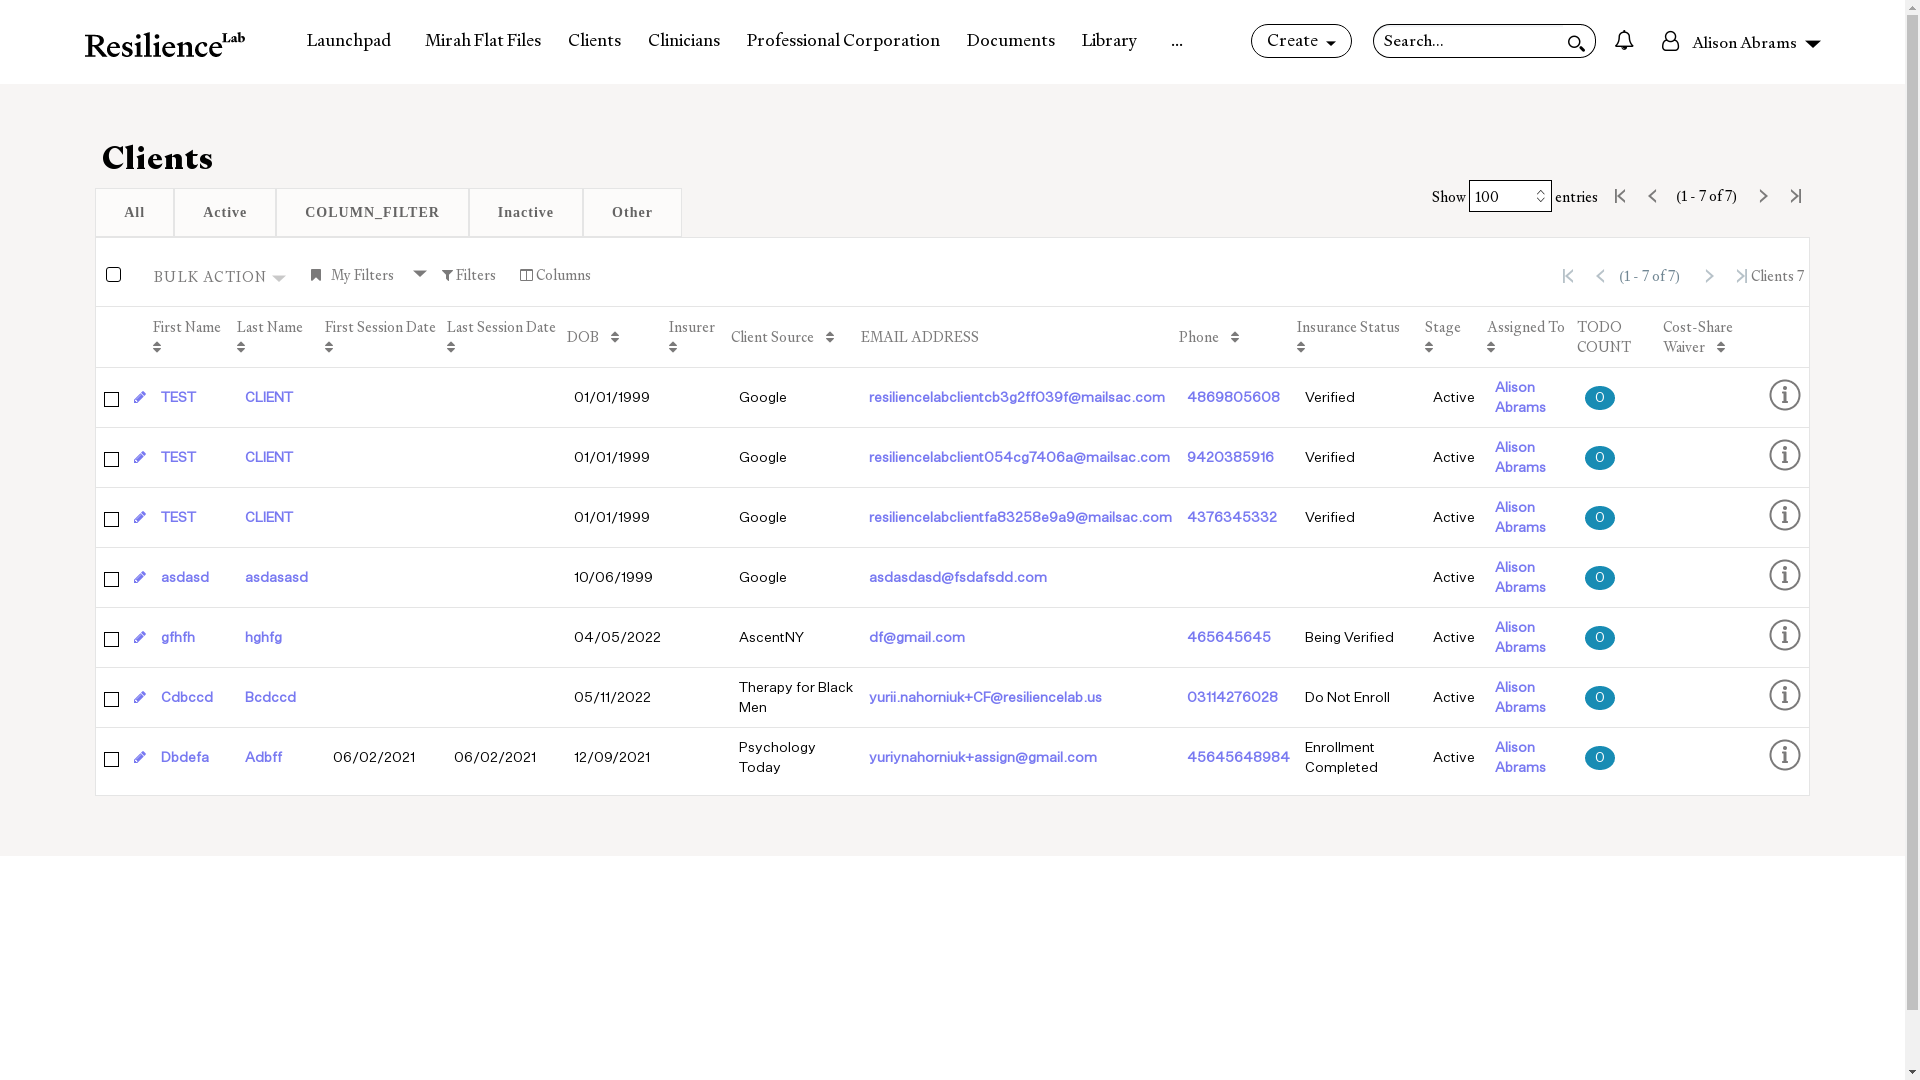 ResilienceLab Launchpad Mirah Flat Files Clients Clinicians Professional Corporation Documents Library ... Create Search... Alison Abrams
Clients
All Active COLUMN_FILTER Inactive Other Show 100 entries (1 - 7 of 7)
BULK ACTION My Filters Filters Columns (1 - 7 of 7) Clients 7
First Name Last Name First Session Date Last Session Date DOB Insurer Client Source EMAIL ADDRESS Phone Insurance Status Stage Assigned To TODO COUNT Cost-Share Waiver
TEST CLIENT 01/01/1999 Google resiliencelabclientcb3g2ff039f@mailsac.com 4869805608 Verified Active Alison Abrams 0
TEST CLIENT 01/01/1999 Google resiliencelabclient054cg7406a@mailsac.com 9420385916 Verified Active Alison Abrams 0
TEST CLIENT 01/01/1999 Google resiliencelabclientfa83258e9a9@mailsac.com 4376345332 Verified Active Alison Abrams 0
asdasd asdasasd 10/06/1999 Google asdasdasd@fsdafsdd.com Active Alison Abrams 0
gfhfh hghfg 04/05/2022 AscentNY df@gmail.com 465645645 Being Verified Active Alison Abrams 0
Cdbccd Bcdccd 05/11/2022 Therapy for Black Men yurii.nahorniuk+CF@resiliencelab.us 03114276028 Do Not Enroll Active Alison Abrams 0
Dbdefa Adbff 06/02/2021 06/02/2021 12/09/2021 Psychology Today yuriynahorniuk+assign@gmail.com 45645648984 Enrollment Completed Active Alison Abrams 0